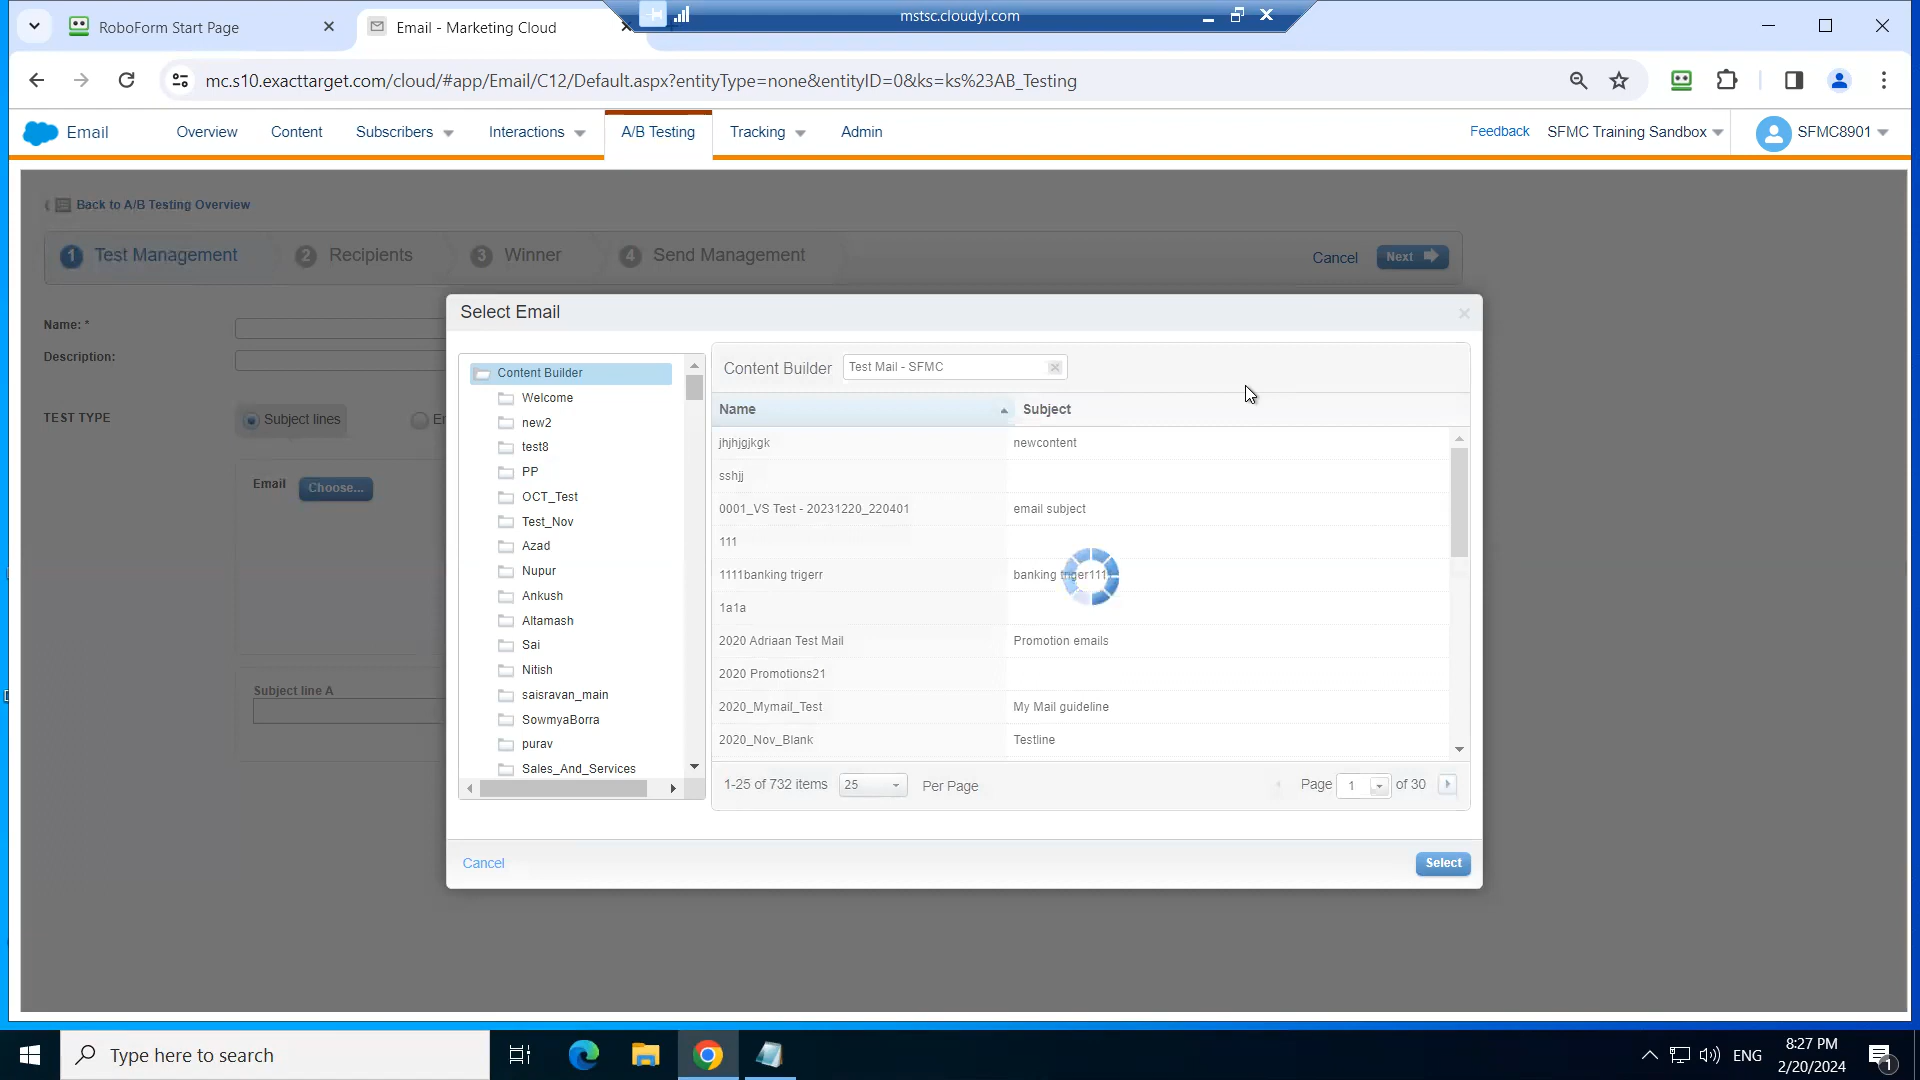 RoboForm Start Page
Email - Marketing Cloud
mstsc.cloudyl.com
mc.s10.exacttarget.com/cloud/#app/Email/C12/Default.aspx?entityType=none&entityID=0&ks=ks%23AB_Testing
Email
Overview
Content
Subscribers
Interactions
A/B Testing
Tracking
Admin
Feedback
SFMC Training Sandbox
SFMC8901
Back to A/B Testing Overview
1 Test Management
2 Recipients
3 Winner
4 Send Management
Cancel
Next
Name: *
Description:
TEST TYPE
Subject lines
Email
Choose...
Subject line A
Select Email
Content Builder
Welcome
new2
test8
PP
OCT_Test
Test_Nov
Azad
Nupur
Ankush
Altamash
Sai
Nitish
saisravan_main
SowmyaBorra
purav
Sales_And_Services
Content Builder
Test Mail - SFMC
Name Subject
jhjhjgjkgk newcontent
sshjj
0001_VS Test - 20231220_220401 email subject
111
1111banking trigerr banking triger111
1a1a
2020 Adriaan Test Mail Promotion emails
2020 Promotions21
2020_Mymail_Test My Mail guideline
2020_Nov_Blank Testline
1-25 of 732 items 25 Per Page
Page 1 of 30
Cancel
Select
Type here to search
ENG
8:27 PM
2/20/2024
1